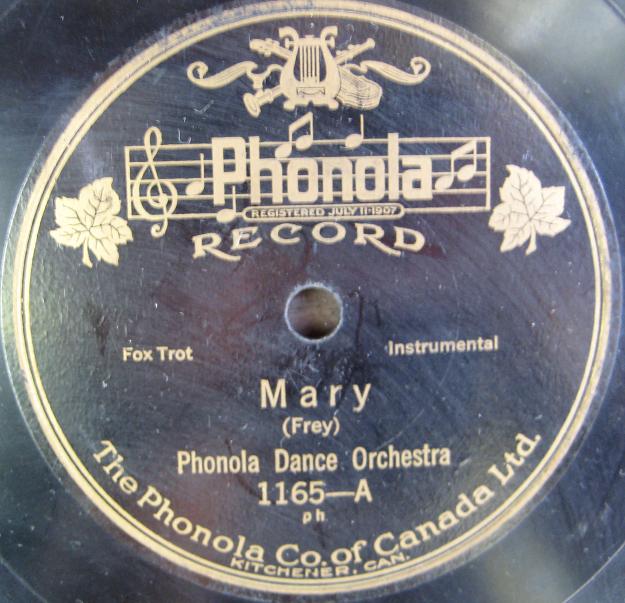 Phonola
REGISTERED JULY 11-1907
RECORD
Fox Trot
Instrumental
Mary
(Frey)
Phonola Dance Orchestra
1165—A
ph
The Phonola Co. of Canada Ltd.
KITCHENER, CAN.